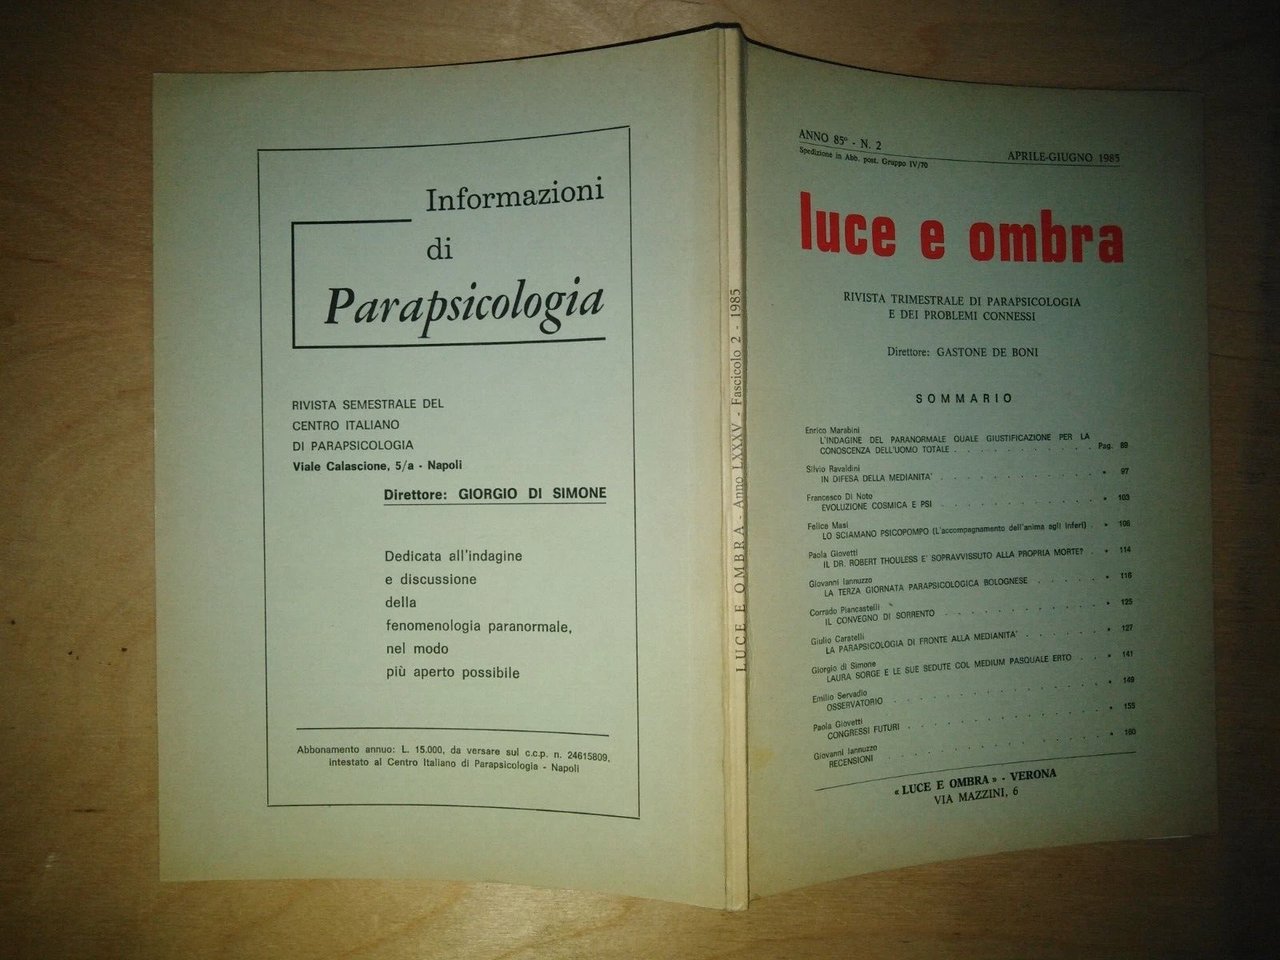 Informazioni
di
Parapsicologia
RIVISTA SEMESTRALE DEL
CENTRO ITALIANO
DI PARAPSICOLOGIA
Viale Calascione, 5/a - Napoli
Direttore: GIORGIO DI SIMONE
Dedicata all'indagine
e discussione
della
fenomenologia paranormale,
nel modo
più aperto possibile
Abbonamento annuo: L. 15.000, da versare sul c.c.p. n. 24615809,
intestato al Centro Italiano di Parapsicologia - Napoli
LUCE E OMBRA - Anno LXXXV - Fascicolo 2 - 1985
ANNO 85º - N. 2
APRILE-GIUGNO 1985
Spedizione in Abb. post. Gruppo IV/70
luce e ombra
RIVISTA TRIMESTRALE DI PARAPSICOLOGIA
E DEI PROBLEMI CONNESSI
Direttore: GASTONE DE BONI
SOMMARIO
Enrico Marabini
L'INDAGINE DEL PARANORMALE QUALE GIUSTIFICAZIONE PER LA
CONOSCENZA DELL'UOMO TOTALE . . . . . . . . . . . . . Pag. 89
Silvio Ravaldini
IN DIFESA DELLA MEDIANITA' . . . . . . . . . . . . . » 97
Francesco Di Noto
EVOLUZIONE COSMICA E PSI . . . . . . . . . . . . . » 103
Felice Masi
LO SCIAMANO PSICOPOMPO (L'accompagnamento dell'anima agli inferi) . » 106
Paola Giovetti
IL DR. ROBERT THOULESS E' SOPRAVVISSUTO ALLA PROPRIA MORTE? . » 114
Giovanni Iannuzzo
LA TERZA GIORNATA PARAPSICOLOGICA BOLOGNESE . . . . . . » 116
Corrado Piancastelli
IL CONVEGNO DI SORRENTO . . . . . . . . . . . . . » 125
Giulio Caratelli
LA PARAPSICOLOGIA DI FRONTE ALLA MEDIANITA' . . . . . . . » 127
Giorgio di Simone
LAURA SORGE E LE SUE SEDUTE COL MEDIUM PASQUALE ERTO . . . » 141
Emilio Servadio
OSSERVATORIO . . . . . . . . . . . . . . . » 149
Paola Giovetti
CONGRESSI FUTURI . . . . . . . . . . . . . . » 155
Giovanni Iannuzzo
RECENSIONI . . . . . . . . . . . . . . . . » 160
« LUCE E OMBRA » - VERONA
VIA MAZZINI, 6